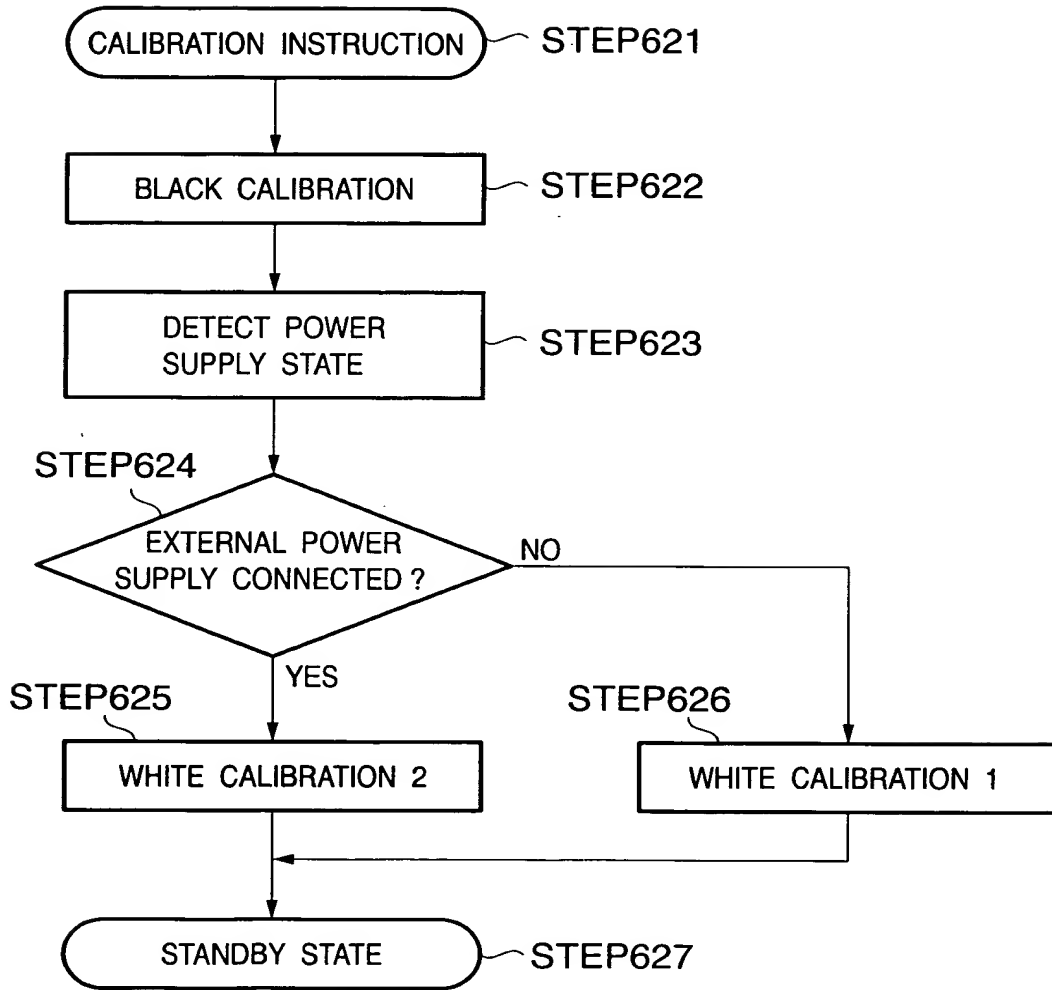 CALIBRATION INSTRUCTION
STEP621
BLACK CALIBRATION
STEP622
DETECT POWER
SUPPLY STATE
STEP623
STEP624
EXTERNAL POWER
SUPPLY CONNECTED ?
NO
YES
STEP625
WHITE CALIBRATION 2
STEP626
WHITE CALIBRATION 1
STANDBY STATE
STEP627